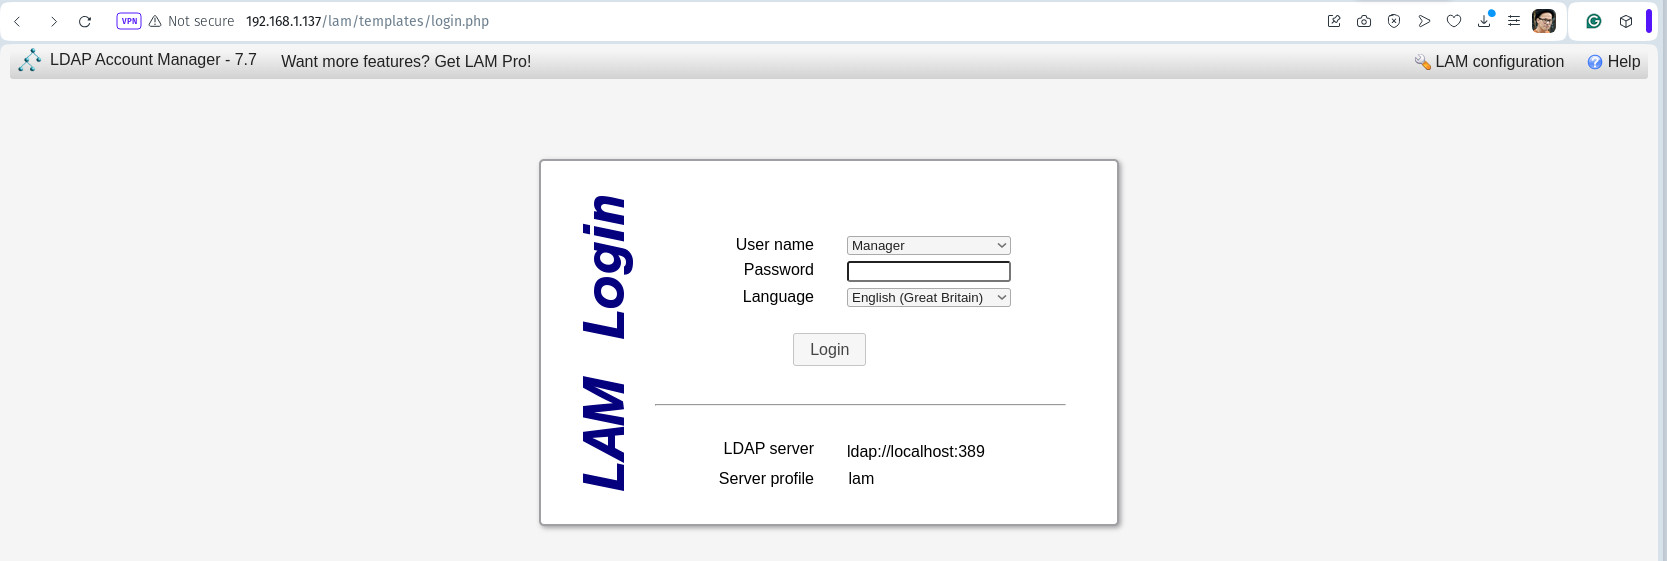 VPN Not secure 192.168.1.137/lam/templates/login.php
LDAP Account Manager - 7.7 Want more features? Get LAM Pro! LAM configuration Help
LAM Login
User name Manager
Password
Language English (Great Britain)
Login
LDAP server ldap://localhost:389
Server profile lam